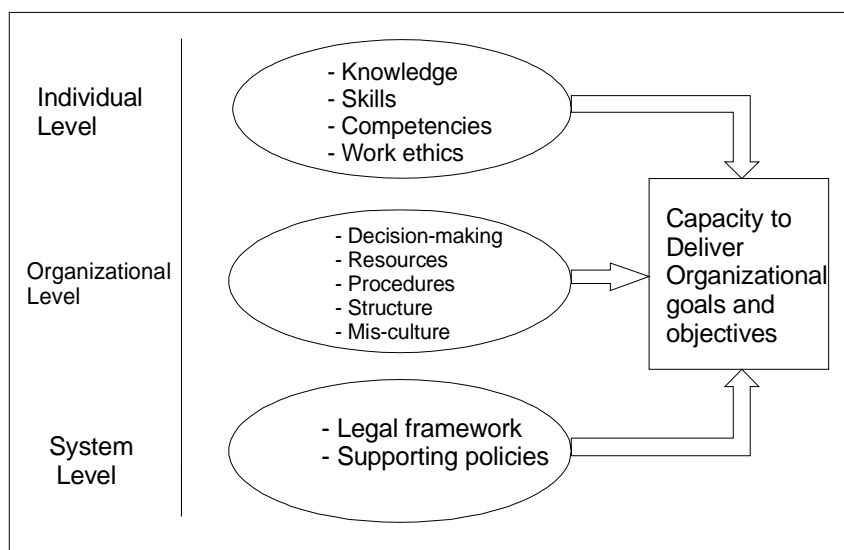 Individual
Level
- Knowledge
- Skills
- Competencies
- Work ethics
Organizational
Level
- Decision-making
- Resources
- Procedures
- Structure
- Mis-culture
System
Level
- Legal framework
- Supporting policies
Capacity to
Deliver
Organizational
goals and
objectives